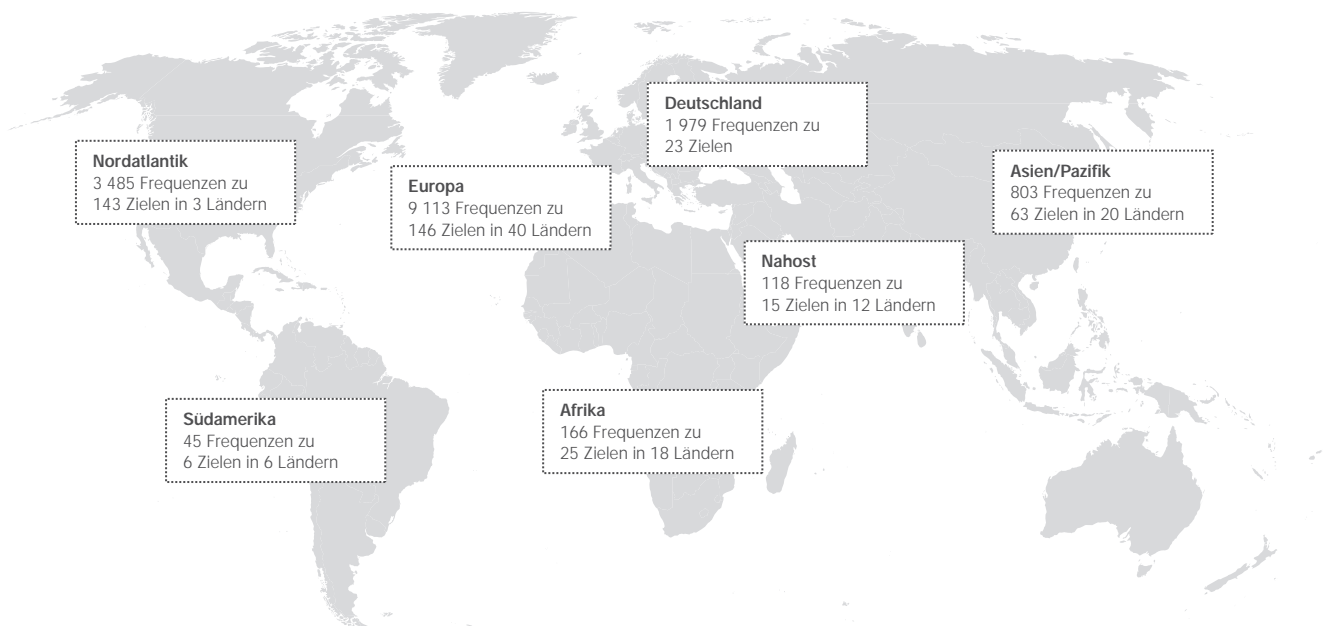 Deutschland
1 979 Frequenzen zu
23 Zielen
Nordatlantik
3 485 Frequenzen zu
143 Zielen in 3 Ländern
Europa
9 113 Frequenzen zu
146 Zielen in 40 Ländern
Asien/Pazifik
803 Frequenzen zu
63 Zielen in 20 Ländern
Nahost
118 Frequenzen zu
15 Zielen in 12 Ländern
Südamerika
45 Frequenzen zu
6 Zielen in 6 Ländern
Afrika
166 Frequenzen zu
25 Zielen in 18 Ländern